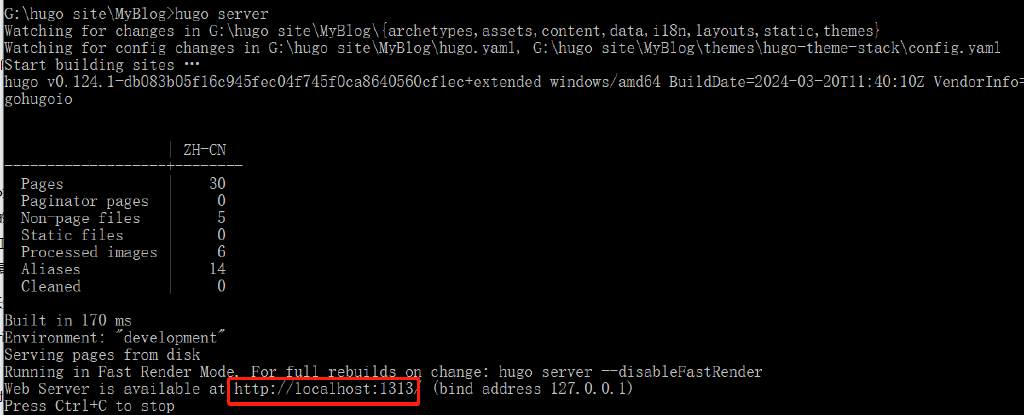 G:\hugo site\MyBlog>hugo server
Watching for changes in G:\hugo site\MyBlog\{archetypes,assets,content,data,i18n,layouts,static,themes}
Watching for config changes in G:\hugo site\MyBlog\hugo.yaml, G:\hugo site\MyBlog\themes\hugo-theme-stack\config.yaml
Start building sites …
hugo v0.124.1-db083b05f16c945fec04f745f0ca8640560cf1ec+extended windows/amd64 BuildDate=2024-03-20T11:40:10Z VendorInfo=
gohugoio
| ZH-CN
-------------------+--------
Pages | 30
Paginator pages | 0
Non-page files | 5
Static files | 0
Processed images | 6
Aliases | 14
Cleaned | 0
Built in 170 ms
Environment: "development"
Serving pages from disk
Running in Fast Render Mode. For full rebuilds on change: hugo server --disableFastRender
Web Server is available at http://localhost:1313/ (bind address 127.0.0.1)
Press Ctrl+C to stop